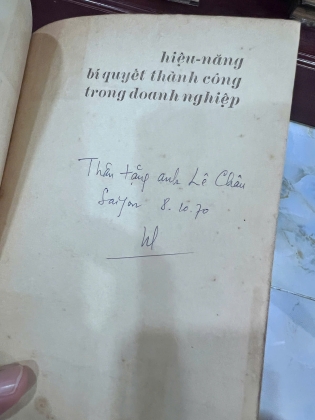 hiệu-năng
bí quyết thành công
trong doanh nghiệp
Thân tặng anh Lê Châu
Saigon 8.10.70